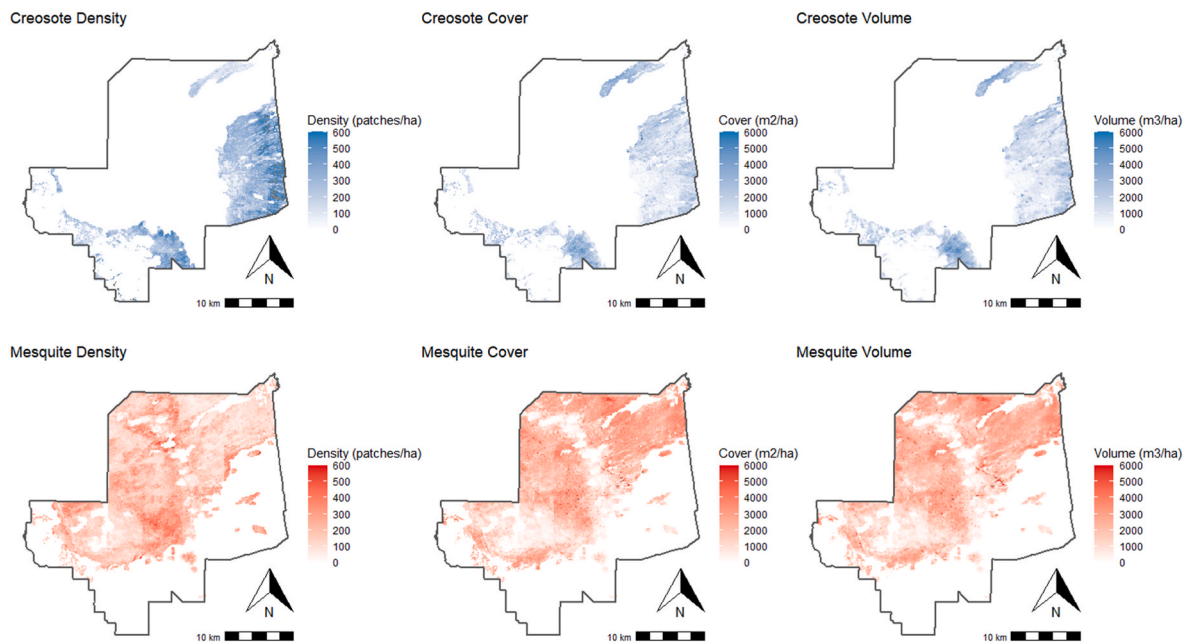 Creosote Density
Creosote Cover
Creosote Volume
Density (patches/ha)
600
500
400
300
200
100
0
Cover (m2/ha)
6000
5000
4000
3000
2000
1000
0
Volume (m3/ha)
6000
5000
4000
3000
2000
1000
0
N
N
N
10 km
10 km
10 km
Mesquite Density
Mesquite Cover
Mesquite Volume
Density (patches/ha)
600
500
400
300
200
100
0
Cover (m2/ha)
6000
5000
4000
3000
2000
1000
0
Volume (m3/ha)
6000
5000
4000
3000
2000
1000
0
N
N
N
10 km
10 km
10 km